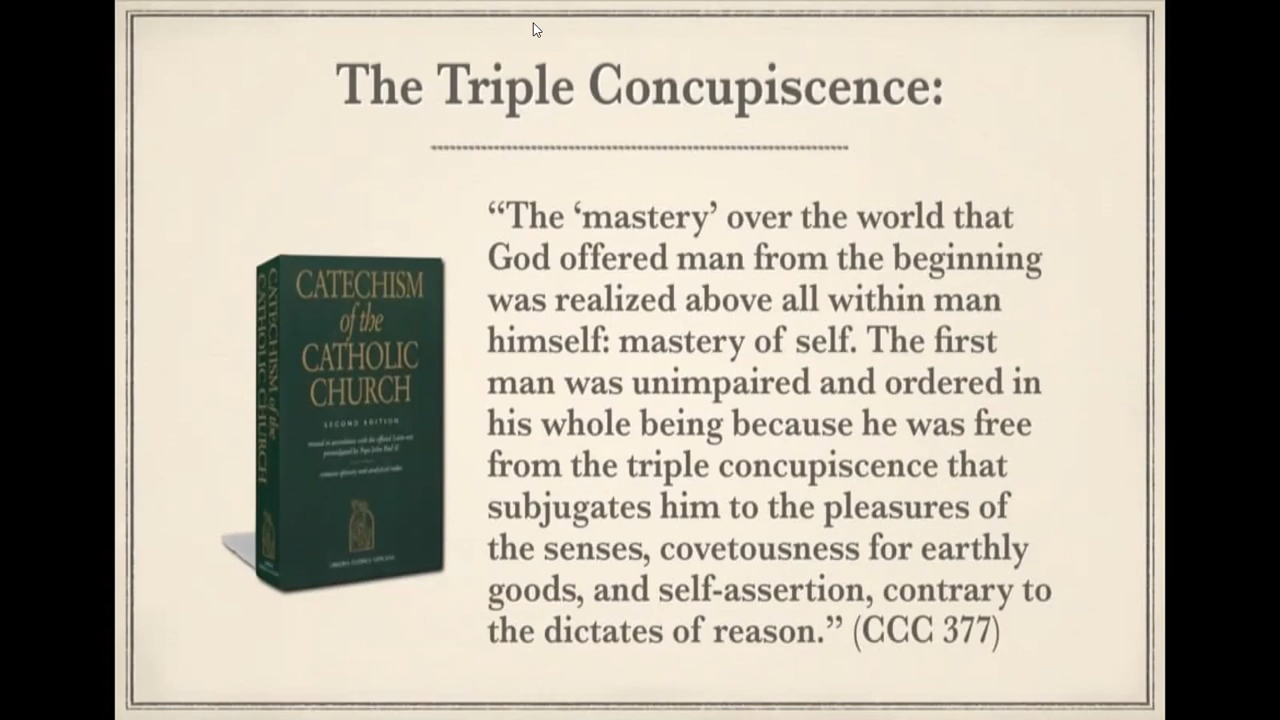 The Triple Concupiscence:
“The ‘mastery’ over the world that
God offered man from the beginning
was realized above all within man
himself: mastery of self. The first
man was unimpaired and ordered in
his whole being because he was free
from the triple concupiscence that
subjugates him to the pleasures of
the senses, covetousness for earthly
goods, and self-assertion, contrary to
the dictates of reason.” (CCC 377)
CATECHISM
of the
CATHOLIC
CHURCH
SECOND EDITION
CATECHISM of the
CATHOLIC CHURCH